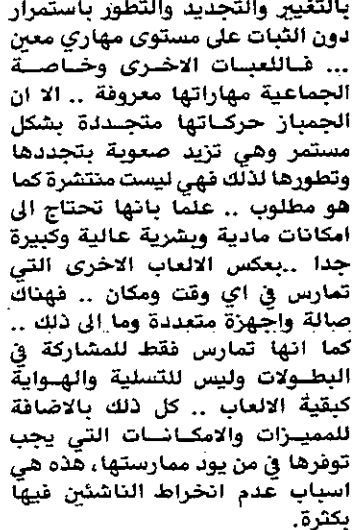 بالتغيير والتجديد والتطور باستمرار
دون الثبات على مستوى مهاري معين
... فاللعبات الاخرى وخاصة
الجماعية مهاراتها معروفة .. الا ان
الجمباز حركاتها متجددة بشكل
مستمر وهي تزيد صعوبة بتجددها
وتطورها لذلك فهي ليست منتشرة كما
هو مطلوب .. علما بانها تحتاج الى
امكانات مادية وبشرية عالية وكبيرة
جدا ..بعكس الالعاب الاخرى التي
تمارس في اي وقت ومكان .. فهناك
صالة واجهزة متعددة وما الى ذلك ..
كما انها تمارس فقط للمشاركة في
البطولات وليس للتسلية والهواية
كبقية الالعاب .. كل ذلك بالاضافة
للمميزات والامكانات التي يجب
توفرها في من يود ممارستها، هذه هي
اسباب عدم انخراط الناشئين فيها
بكثرة.